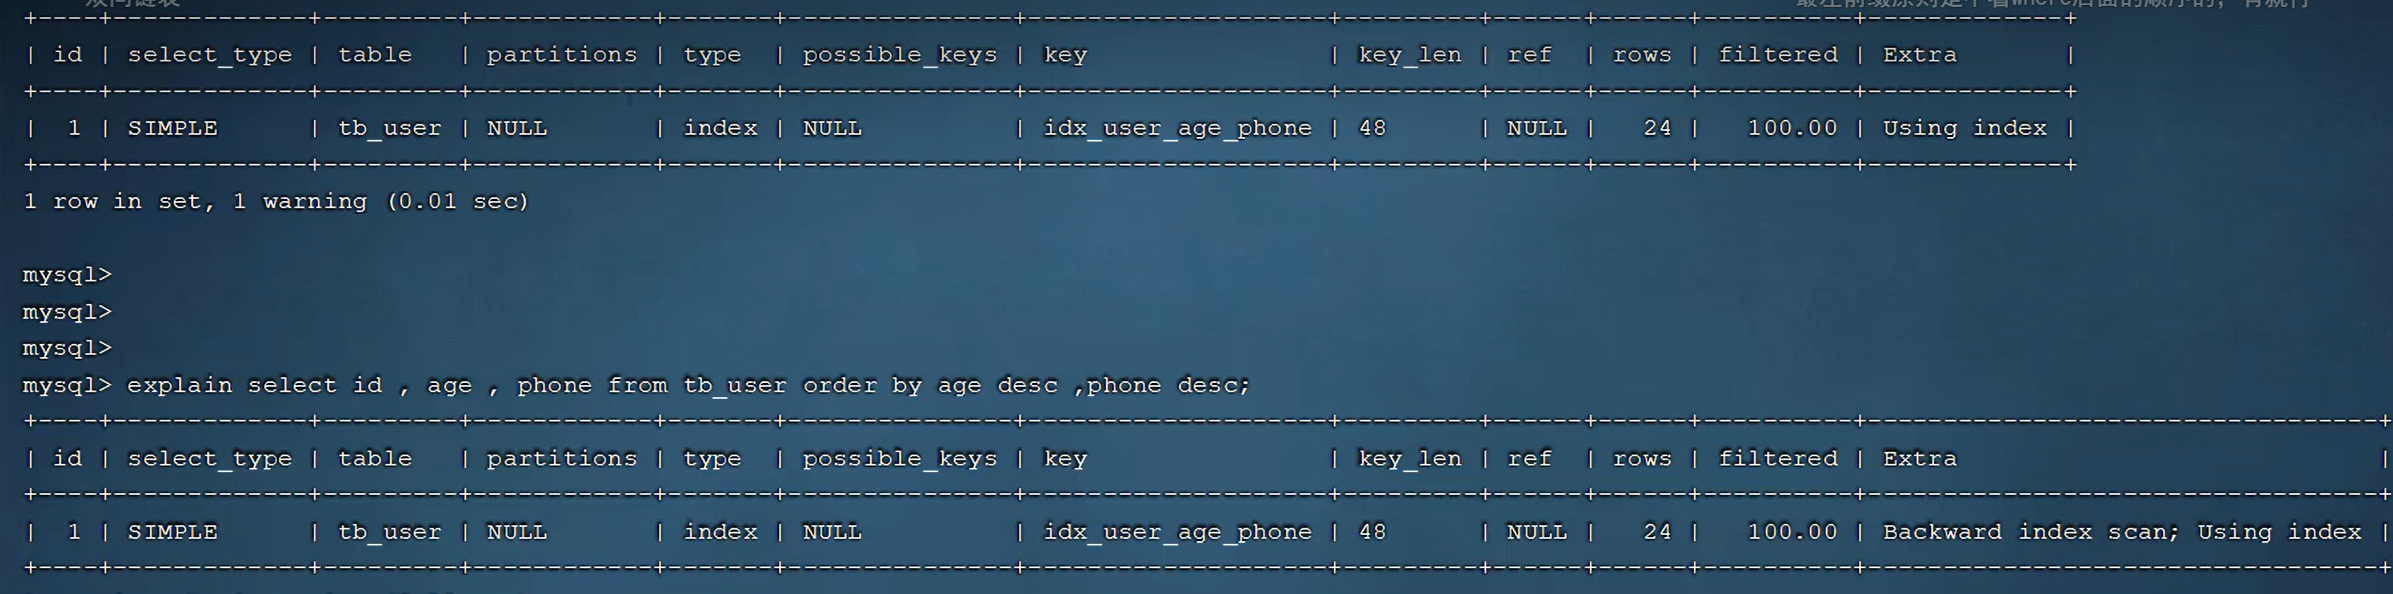 +----+-------------+---------+------------+-------+---------------+--------------------+---------+------+------+----------+-------------+
| id | select_type | table   | partitions | type  | possible_keys | key                | key_len | ref  | rows | filtered | Extra       |
+----+-------------+---------+------------+-------+---------------+--------------------+---------+------+------+----------+-------------+
|  1 | SIMPLE      | tb_user | NULL       | index | NULL          | idx_user_age_phone | 48      | NULL |   24 |   100.00 | Using index |
+----+-------------+---------+------------+-------+---------------+--------------------+---------+------+------+----------+-------------+
1 row in set, 1 warning (0.01 sec)
mysql>
mysql>
mysql>
mysql> explain select id , age , phone from tb_user order by age desc ,phone desc;
+----+-------------+---------+------------+-------+---------------+--------------------+---------+------+------+----------+----------------------------------+
| id | select_type | table   | partitions | type  | possible_keys | key                | key_len | ref  | rows | filtered | Extra                            |
+----+-------------+---------+------------+-------+---------------+--------------------+---------+------+------+----------+----------------------------------+
|  1 | SIMPLE      | tb_user | NULL       | index | NULL          | idx_user_age_phone | 48      | NULL |   24 |   100.00 | Backward index scan; Using index |
+----+-------------+---------+------------+-------+---------------+--------------------+---------+------+------+----------+----------------------------------+